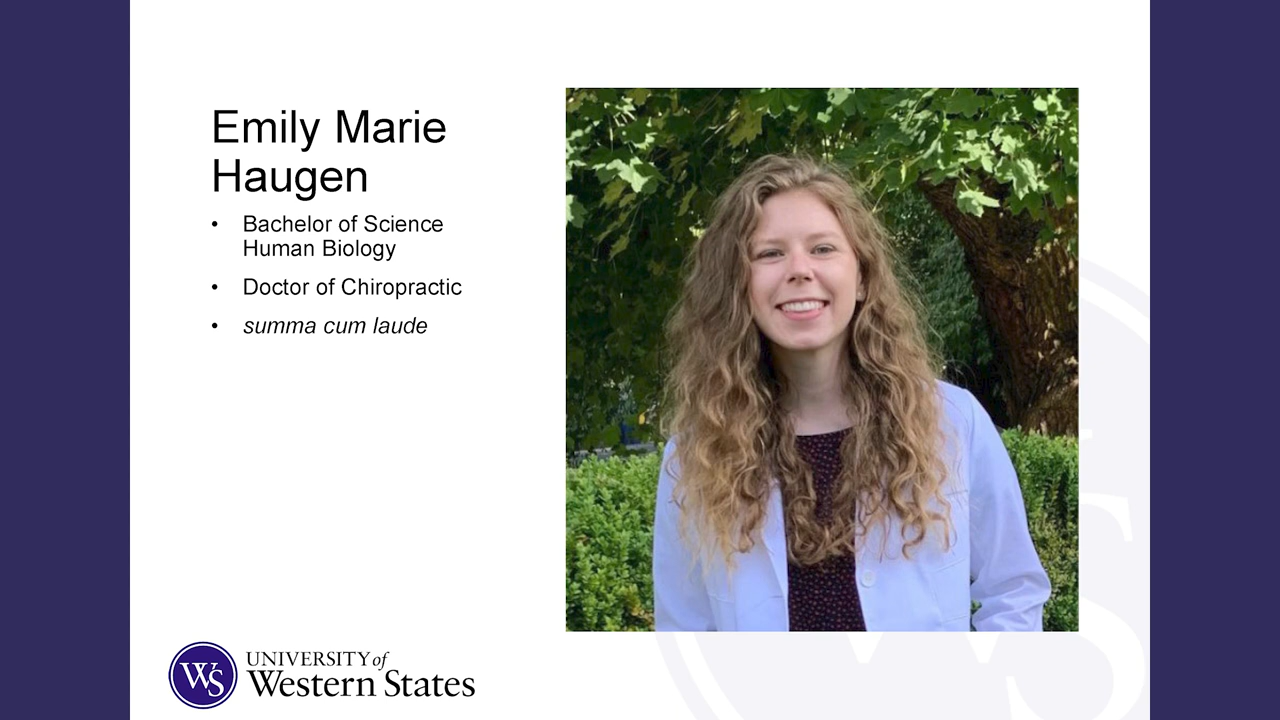 Emily Marie
Haugen
• Bachelor of Science
Human Biology
• Doctor of Chiropractic
• summa cum laude
WS
UNIVERSITY of
Western States